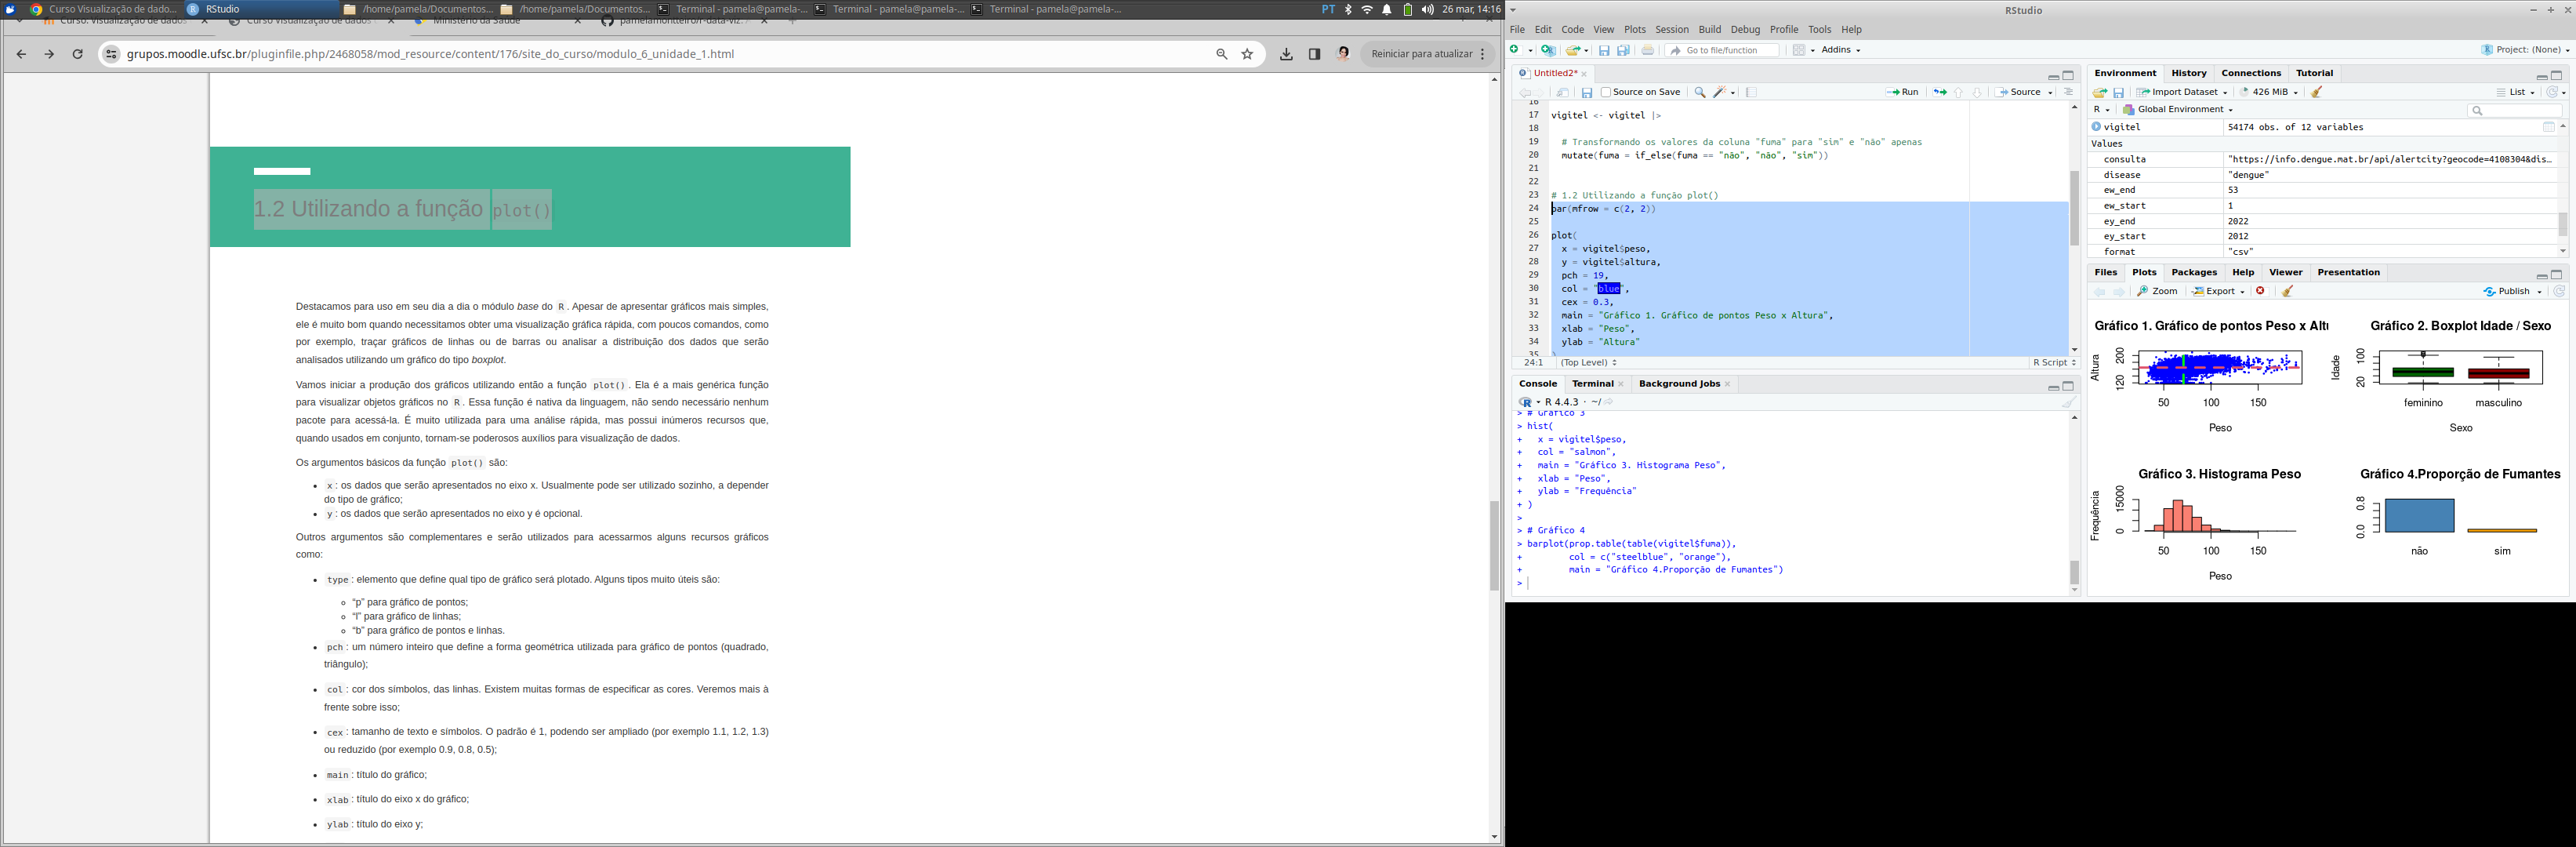 Curso Visualização de dado...
RStudio
/home/pamela/Documentos...
/home/pamela/Documentos...
Terminal - pamela@pamela-...
Terminal - pamela@pamela-...
Terminal - pamela@pamela-...
PT
26 mar, 14:16
grupos.moodle.ufsc.br/pluginfile.php/2468058/mod_resource/content/176/site_do_curso/modulo_6_unidade_1.html
Reiniciar para atualizar
1.2 Utilizando a função plot()
Destacamos para uso em seu dia a dia o módulo base do R. Apesar de apresentar gráficos mais simples,
ele é muito bom quando necessitamos obter uma visualização gráfica rápida, com poucos comandos, como
por exemplo, traçar gráficos de linhas ou de barras ou analisar a distribuição dos dados que serão
analisados utilizando um gráfico do tipo boxplot.
Vamos iniciar a produção dos gráficos utilizando então a função plot(). Ela é a mais genérica função
para visualizar objetos gráficos no R. Essa função é nativa da linguagem, não sendo necessário nenhum
pacote para acessá-la. É muito utilizada para uma análise rápida, mas possui inúmeros recursos que,
quando usados em conjunto, tornam-se poderosos auxílios para visualização de dados.
Os argumentos básicos da função plot() são:
x: os dados que serão apresentados no eixo x. Usualmente pode ser utilizado sozinho, a depender
do tipo de gráfico;
y: os dados que serão apresentados no eixo y é opcional.
Outros argumentos são complementares e serão utilizados para acessarmos alguns recursos gráficos
como:
type: elemento que define qual tipo de gráfico será plotado. Alguns tipos muito úteis são:
“p” para gráfico de pontos;
“l” para gráfico de linhas;
“b” para gráfico de pontos e linhas.
pch: um número inteiro que define a forma geométrica utilizada para gráfico de pontos (quadrado,
triângulo);
col: cor dos símbolos, das linhas. Existem muitas formas de especificar as cores. Veremos mais à
frente sobre isso;
cex: tamanho de texto e símbolos. O padrão é 1, podendo ser ampliado (por exemplo 1.1, 1.2, 1.3)
ou reduzido (por exemplo 0.9, 0.8, 0.5);
main: título do gráfico;
xlab: título do eixo x do gráfico;
ylab: título do eixo y;
RStudio
File Edit Code View Plots Session Build Debug Profile Tools Help
Go to file/function
Addins
Project: (None)
Untitled2*
Source on Save
Run
Source
16
17 vigitel <- vigitel |>
18
19 # Transformando os valores da coluna "fuma" para "sim" e "não" apenas
20 mutate(fuma = if_else(fuma == "não", "não", "sim"))
21
22
23 # 1.2 Utilizando a função plot()
24 par(mfrow = c(2, 2))
25
26 plot(
27 x = vigitel$peso,
28 y = vigitel$altura,
29 pch = 19,
30 col = "blue",
31 cex = 0.3,
32 main = "Gráfico 1. Gráfico de pontos Peso x Altura",
33 xlab = "Peso",
34 ylab = "Altura"
35 )
24:1 (Top Level) R Script
Console Terminal Background Jobs
R 4.4.3 · ~/
> # Gráfico 3
> hist(
+ x = vigitel$peso,
+ col = "salmon",
+ main = "Gráfico 3. Histograma Peso",
+ xlab = "Peso",
+ ylab = "Frequência"
+ )
>
> # Gráfico 4
> barplot(prop.table(table(vigitel$fuma)),
+ col = c("steelblue", "orange"),
+ main = "Gráfico 4.Proporção de Fumantes")
>
Environment History Connections Tutorial
Import Dataset 426 MiB List
R Global Environment
vigitel 54174 obs. of 12 variables
Values
consulta "https://info.dengue.mat.br/api/alertcity?geocode=4108304&dis…
disease "dengue"
ew_end 53
ew_start 1
ey_end 2022
ey_start 2012
format "csv"
Files Plots Packages Help Viewer Presentation
Zoom Export Publish
Gráfico 1. Gráfico de pontos Peso x Altu
Altura
120 200
50 100 150
Peso
Gráfico 2. Boxplot Idade / Sexo
Idade
20 100
feminino masculino
Sexo
Gráfico 3. Histograma Peso
Frequência
0 15000
50 100 150
Peso
Gráfico 4.Proporção de Fumantes
0.0 0.8
não sim